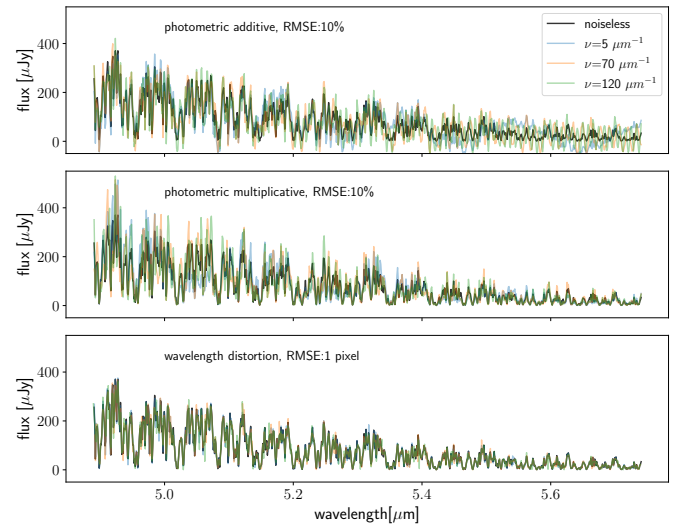 photometric additive, RMSE:10%
noiseless
ν=5 μm⁻¹
ν=70 μm⁻¹
ν=120 μm⁻¹
flux [μJy]
400
200
0
photometric multiplicative, RMSE:10%
flux [μJy]
400
200
0
wavelength distortion, RMSE:1 pixel
flux [μJy]
400
200
0
5.0 5.2 5.4 5.6
wavelength[μm]